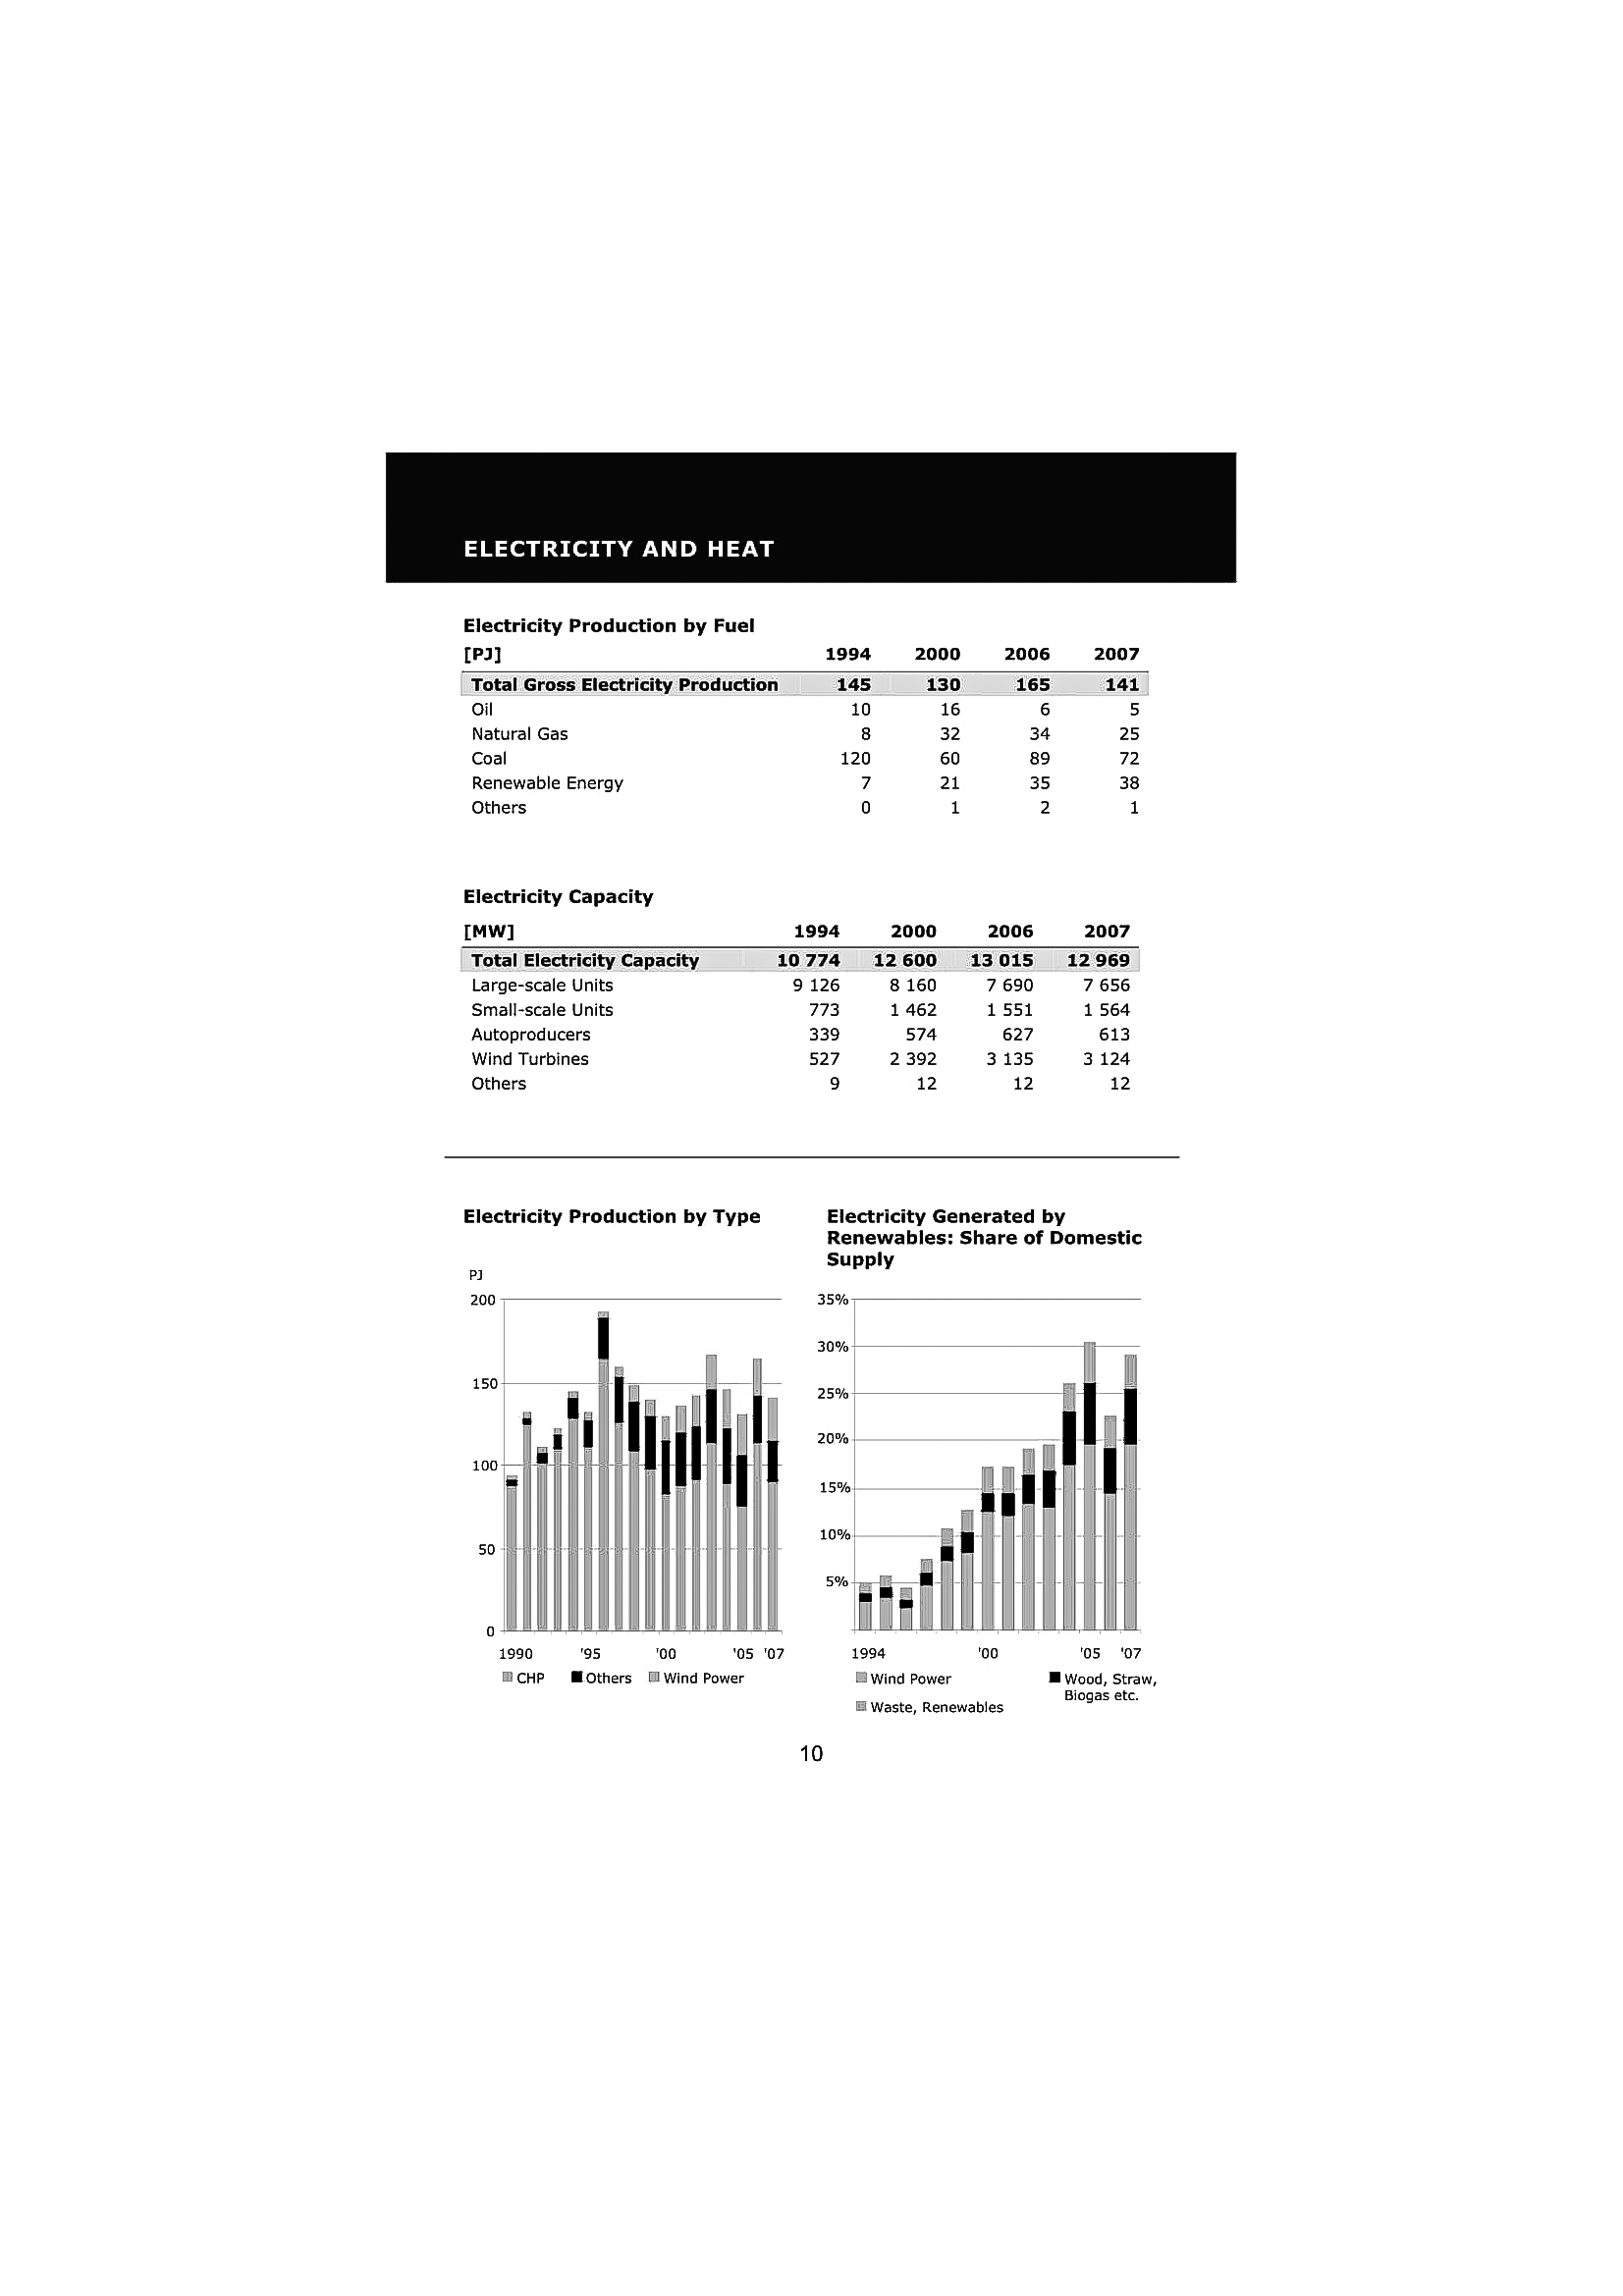 ELECTRICITY AND HEAT
Electricity Production by Fuel
[PJ] 1994 2000 2006 2007
Total Gross Electricity Production 145 130 165 141
Oil 10 16 6 5
Natural Gas 8 32 34 25
Coal 120 60 89 72
Renewable Energy 7 21 35 38
Others 0 1 2 1
Electricity Capacity
[MW] 1994 2000 2006 2007
Total Electricity Capacity 10 774 12 600 13 015 12 969
Large-scale Units 9 126 8 160 7 690 7 656
Small-scale Units 773 1 462 1 551 1 564
Autoproducers 339 574 627 613
Wind Turbines 527 2 392 3 135 3 124
Others 9 12 12 12
Electricity Production by Type
PJ
200
150
100
50
0
1990 '95 '00 '05 '07
CHP Others Wind Power
Electricity Generated by
Renewables: Share of Domestic
Supply
35%
30%
25%
20%
15%
10%
5%
1994 '00 '05 '07
Wind Power Wood, Straw,
Biogas etc.
Waste, Renewables
10